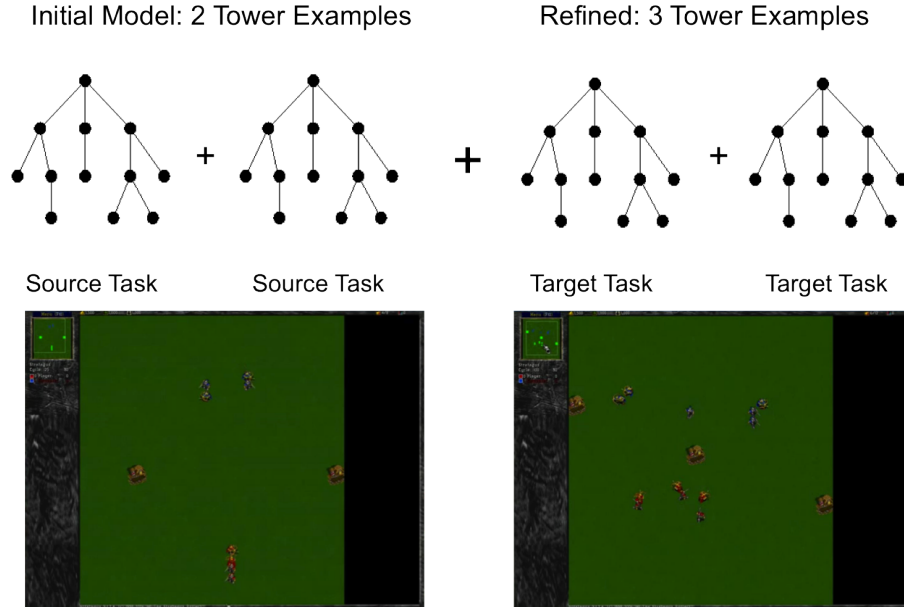 Initial Model: 2 Tower Examples
Refined: 3 Tower Examples
+
+
+
Source Task
Source Task
Target Task
Target Task